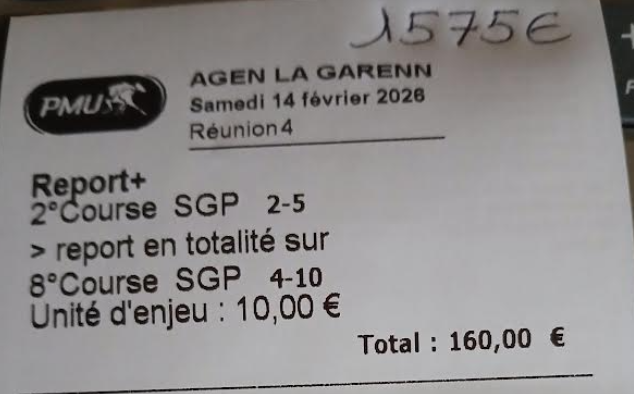 1575€
PMU
AGEN LA GARENN
Samedi 14 février 2026
Réunion 4
Report+
2°Course SGP 2-5
> report en totalité sur
8°Course SGP 4-10
Unité d'enjeu : 10,00 €
Total : 160,00 €